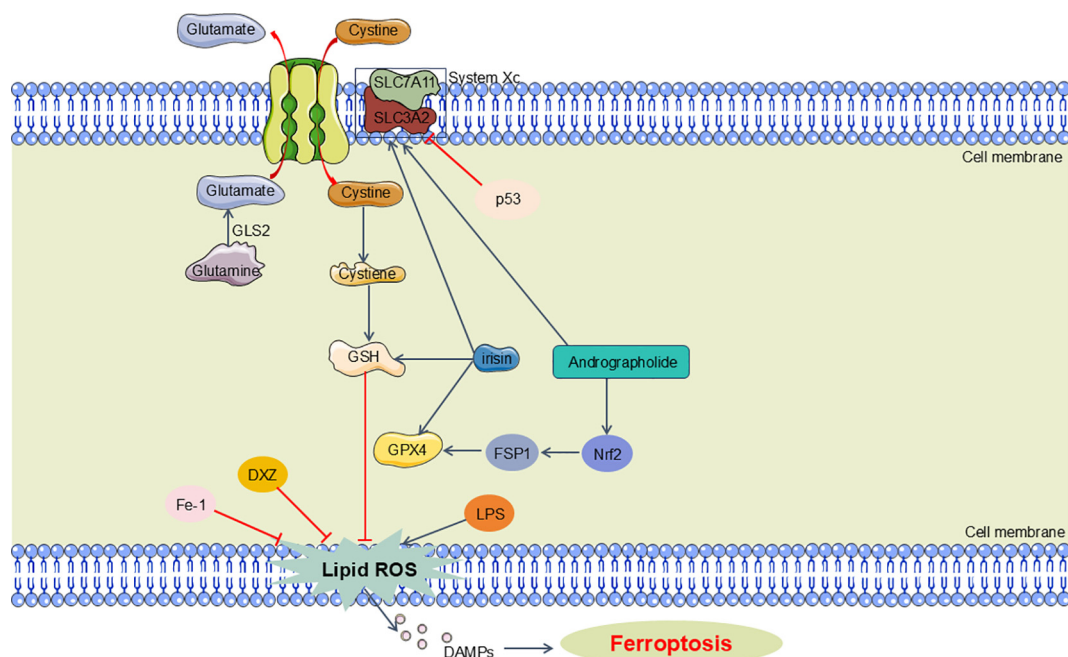 Glutamate
Cystine
SLC7A11
System Xc
SLC3A2
Cell membrane
Glutamate
Cystine
p53
GLS2
Glutamine
Cystiene
GSH
irisin
Andrographolide
GPX4
FSP1
Nrf2
DXZ
Fe-1
LPS
Cell membrane
Lipid ROS
DAMPs
Ferroptosis